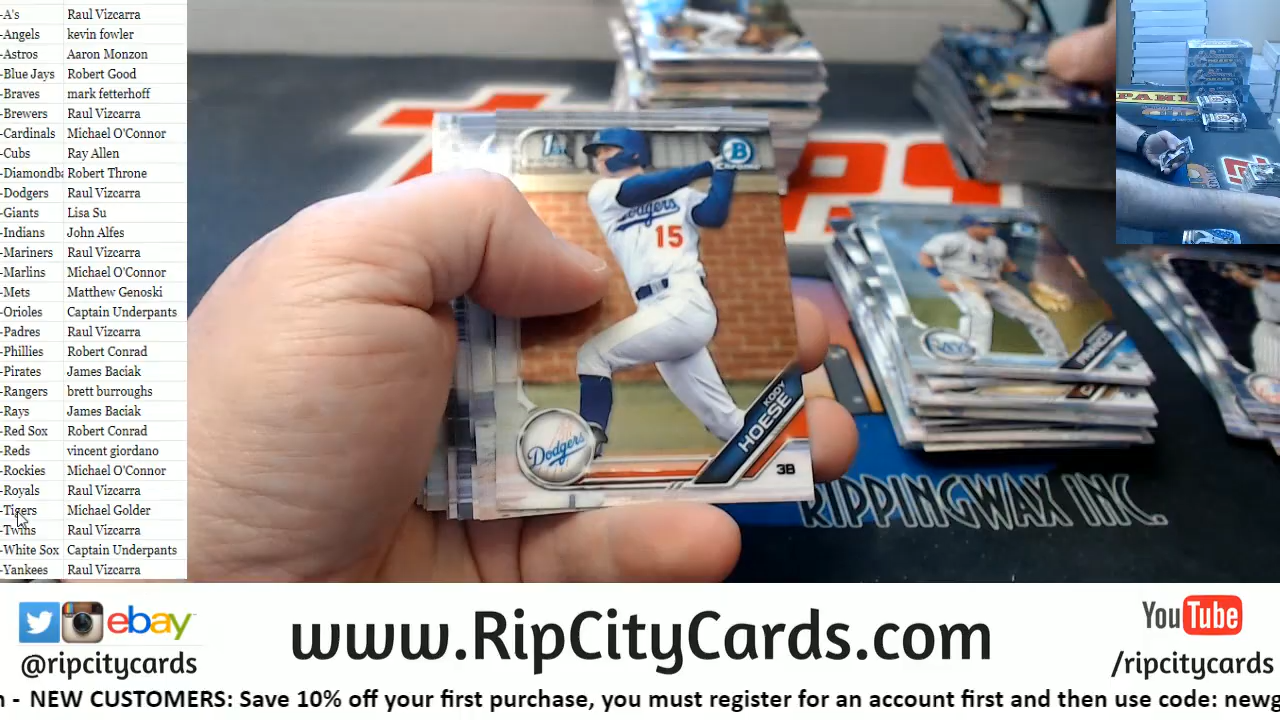 -A's Raul Vizcarra
-Angels kevin fowler
-Astros Aaron Monzon
-Blue Jays Robert Good
-Braves mark fetterhoff
-Brewers Raul Vizcarra
-Cardinals Michael O'Connor
-Cubs Ray Allen
-Diamondba Robert Throne
-Dodgers Raul Vizcarra
-Giants Lisa Su
-Indians John Alfes
-Mariners Raul Vizcarra
-Marlins Michael O'Connor
-Mets Matthew Genoski
-Orioles Captain Underpants
-Padres Raul Vizcarra
-Phillies Robert Conrad
-Pirates James Baciak
-Rangers brett burroughs
-Rays James Baciak
-Red Sox Robert Conrad
-Reds vincent giordano
-Rockies Michael O'Connor
-Royals Raul Vizcarra
-Tigers Michael Golder
-Twins Raul Vizcarra
-White Sox Captain Underpants
-Yankees Raul Vizcarra
1st
B
CHROME
Dodgers
15
KODY
HOESE
Dodgers
3B
RAYS
RIPPINGWAX INC.
PANINI
ebay
@ripcitycards
www.RipCityCards.com
YouTube
/ripcitycards
n - NEW CUSTOMERS: Save 10% off your first purchase, you must register for an account first and then use code: newg